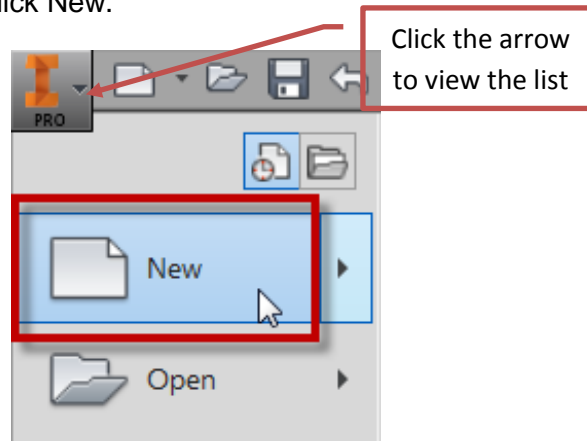 lick New.
Click the arrow
to view the list
PRO
New
Open